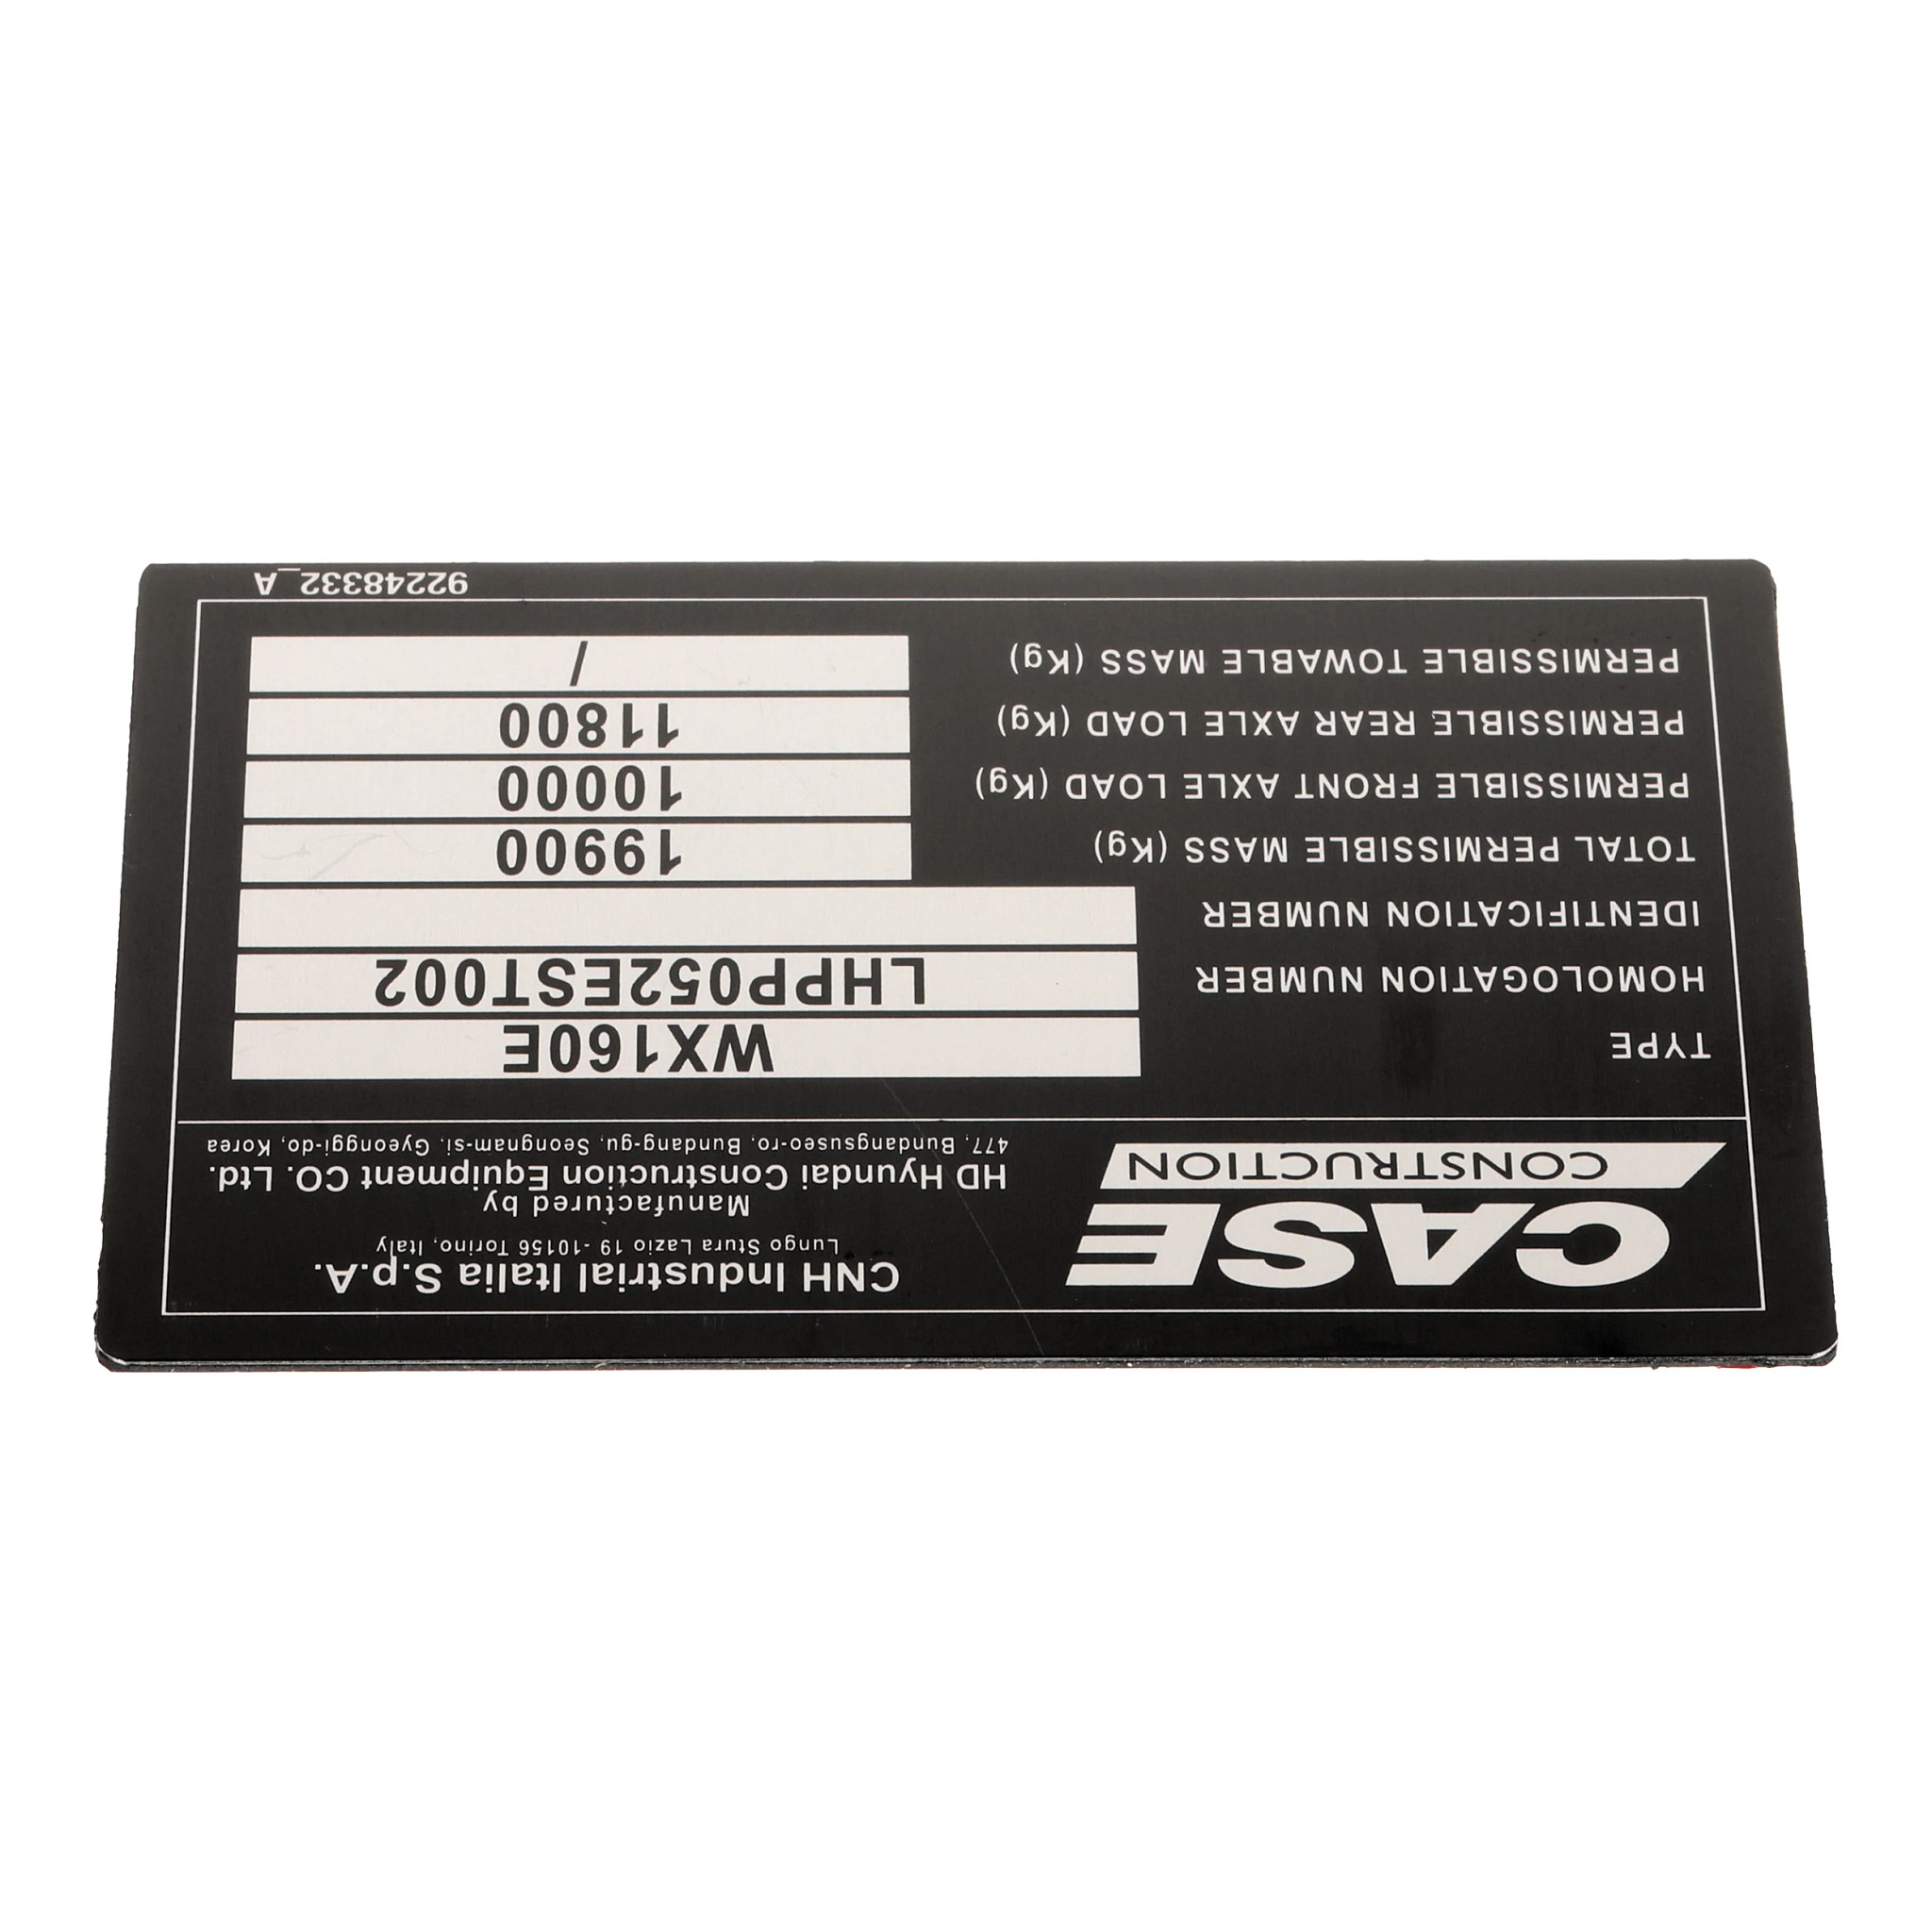 CASE
CONSTRUCTION
CNH Industrial Italia S.p.A.
Lungo Stura Lazio 19 -10156 Torino, Italy
Manufactured by
HD Hyundai Construction Equipment CO. Ltd.
477, Bundangsuseo-ro, Bundang-gu, Seongnam-si, Gyeonggi-do, Korea
TYPE WX160E
HOMOLOGATION NUMBER LHPP052EST002
IDENTIFICATION NUMBER
TOTAL PERMISSIBLE MASS (Kg) 19900
PERMISSIBLE FRONT AXLE LOAD (Kg) 10000
PERMISSIBLE REAR AXLE LOAD (Kg) 11800
PERMISSIBLE TOWABLE MASS (Kg) /
92248332_A